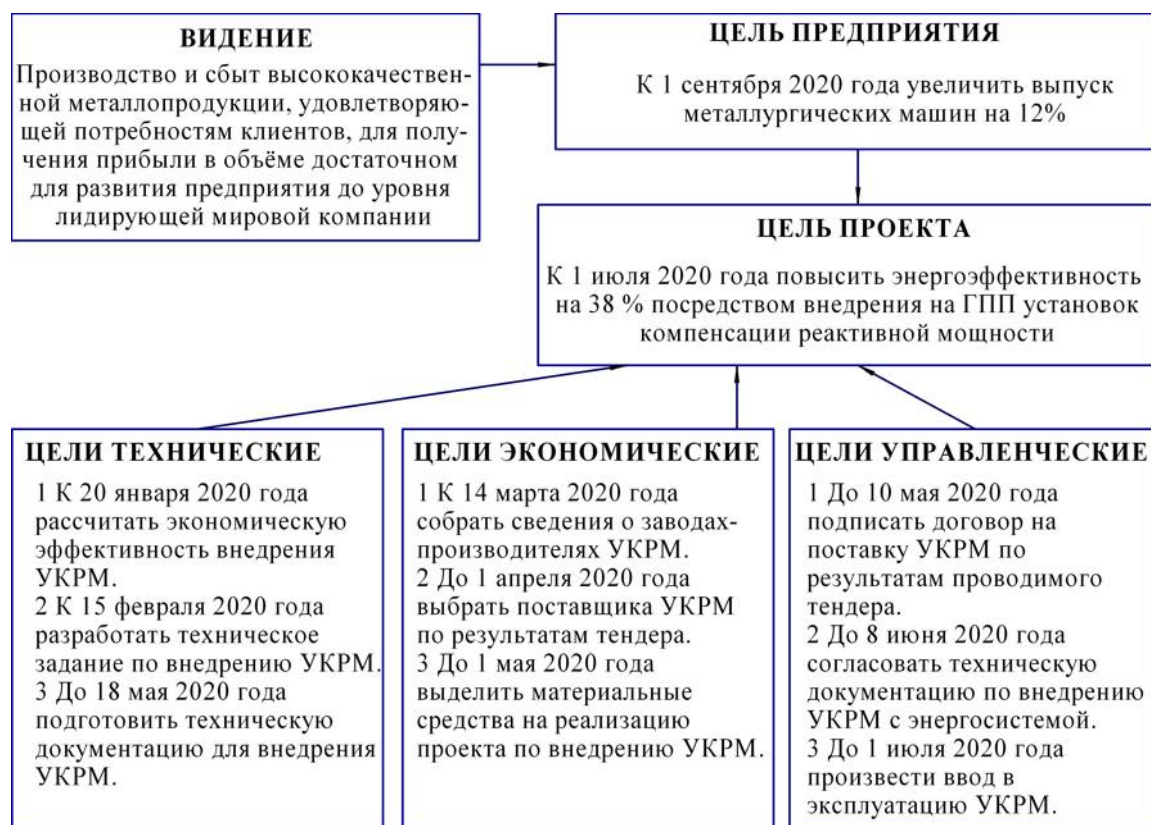 ВИДЕНИЕ
Производство и сбыт высококачествен-
ной металлопродукции, удовлетворяю-
щей потребностям клиентов, для полу-
чения прибыли в объёме достаточном
для развития предприятия до уровня
лидирующей мировой компании
ЦЕЛЬ ПРЕДПРИЯТИЯ
К 1 сентября 2020 года увеличить выпуск
металлургических машин на 12%
ЦЕЛЬ ПРОЕКТА
К 1 июля 2020 года повысить энергоэффективность
на 38 % посредством внедрения на ГПП установок
компенсации реактивной мощности
ЦЕЛИ ТЕХНИЧЕСКИЕ
1 К 20 января 2020 года
рассчитать экономическую
эффективность внедрения
УКРМ.
2 К 15 февраля 2020 года
разработать техническое
задание по внедрению УКРМ.
3 До 18 мая 2020 года
подготовить техническую
документацию для внедрения
УКРМ.
ЦЕЛИ ЭКОНОМИЧЕСКИЕ
1 К 14 марта 2020 года
собрать сведения о заводах-
производителях УКРМ.
2 До 1 апреля 2020 года
выбрать поставщика УКРМ
по результатам тендера.
3 До 1 мая 2020 года
выделить материальные
средства на реализацию
проекта по внедрению УКРМ.
ЦЕЛИ УПРАВЛЕНЧЕСКИЕ
1 До 10 мая 2020 года
подписать договор на
поставку УКРМ по
результатам проводимого
тендера.
2 До 8 июня 2020 года
согласовать техническую
документацию по внедрению
УКРМ с энергосистемой.
3 До 1 июля 2020 года
произвести ввод в
эксплуатацию УКРМ.